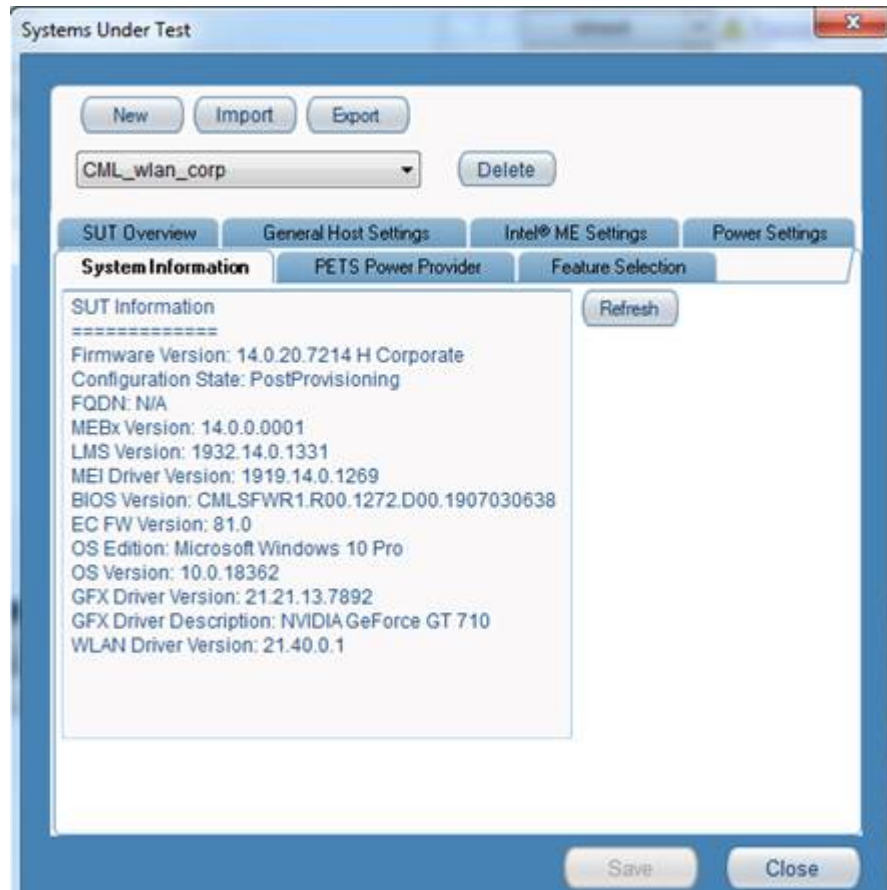 Systems Under Test
New Import Export
CML_wlan_corp Delete
SUT Overview General Host Settings Intel® ME Settings Power Settings
System Information PETS Power Provider Feature Selection
SUT Information Refresh
=============
Firmware Version: 14.0.20.7214 H Corporate
Configuration State: PostProvisioning
FQDN: N/A
MEBx Version: 14.0.0.0001
LMS Version: 1932.14.0.1331
MEI Driver Version: 1919.14.0.1269
BIOS Version: CMLSFWR1.R00.1272.D00.1907030638
EC FW Version: 81.0
OS Edition: Microsoft Windows 10 Pro
OS Version: 10.0.18362
GFX Driver Version: 21.21.13.7892
GFX Driver Description: NVIDIA GeForce GT 710
WLAN Driver Version: 21.40.0.1
Save Close